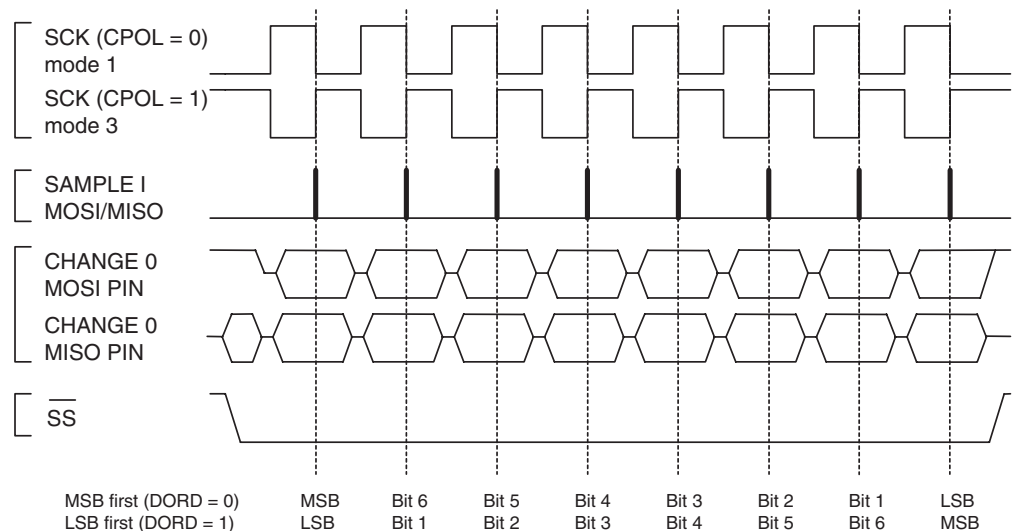 SCK (CPOL = 0)
mode 1
SCK (CPOL = 1)
mode 3
SAMPLE I
MOSI/MISO
CHANGE 0
MOSI PIN
CHANGE 0
MISO PIN
SS
MSB first (DORD = 0) MSB Bit 6 Bit 5 Bit 4 Bit 3 Bit 2 Bit 1 LSB
LSB first (DORD = 1) LSB Bit 1 Bit 2 Bit 3 Bit 4 Bit 5 Bit 6 MSB